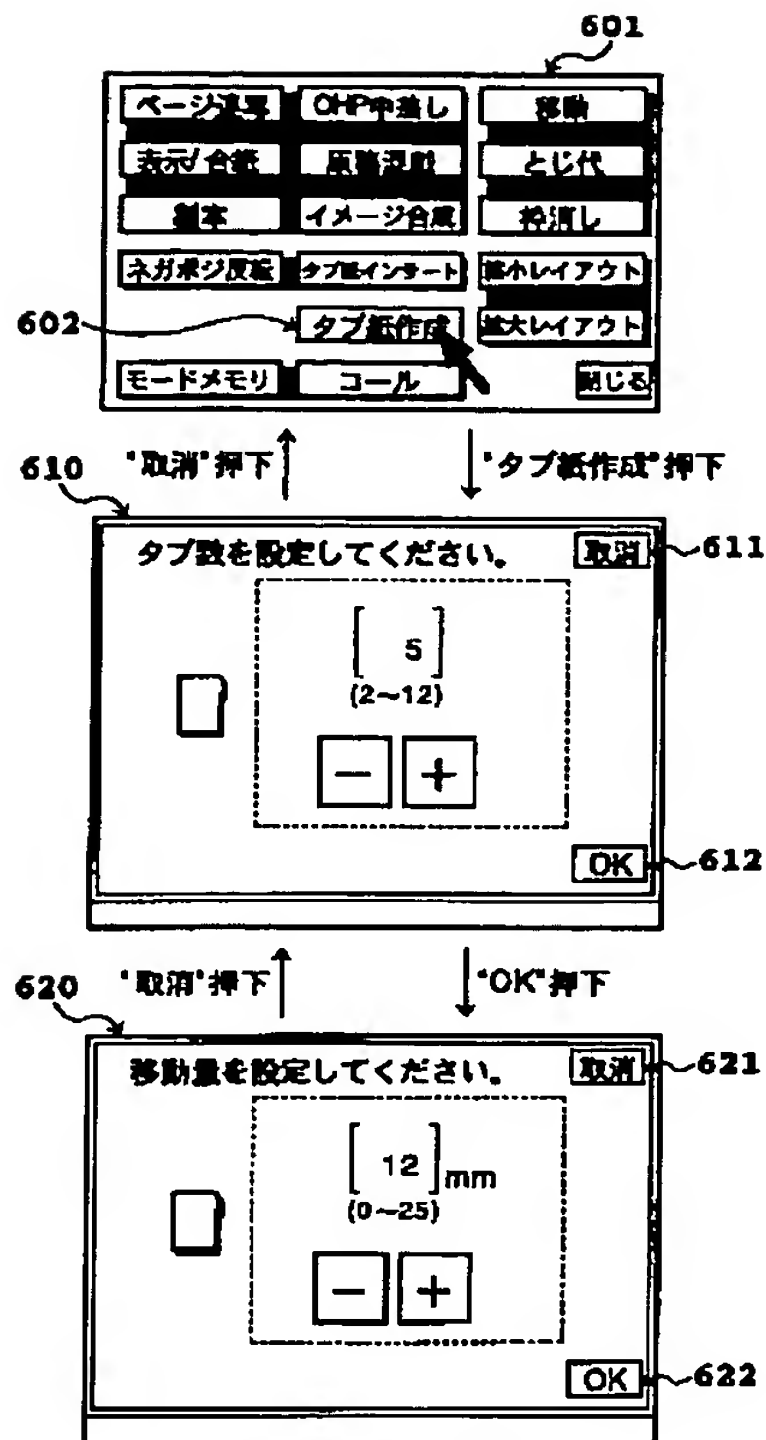 601
ページ連写 OHP中差し 移動
表示/合紙 原稿混載 とじ代
製本 イメージ合成 枠消し
ネガポジ反転 タブ紙インサート 縮小レイアウト
602 タブ紙作成 拡大レイアウト
モードメモリ コール 閉じる
"取消"押下 "タブ紙作成"押下
610
タブ数を設定してください。 取消 611
[ 5 ]
(2~12)
− +
OK 612
"取消"押下 "OK"押下
620
移動量を設定してください。 取消 621
[ 12 ] mm
(0~25)
− +
OK 622